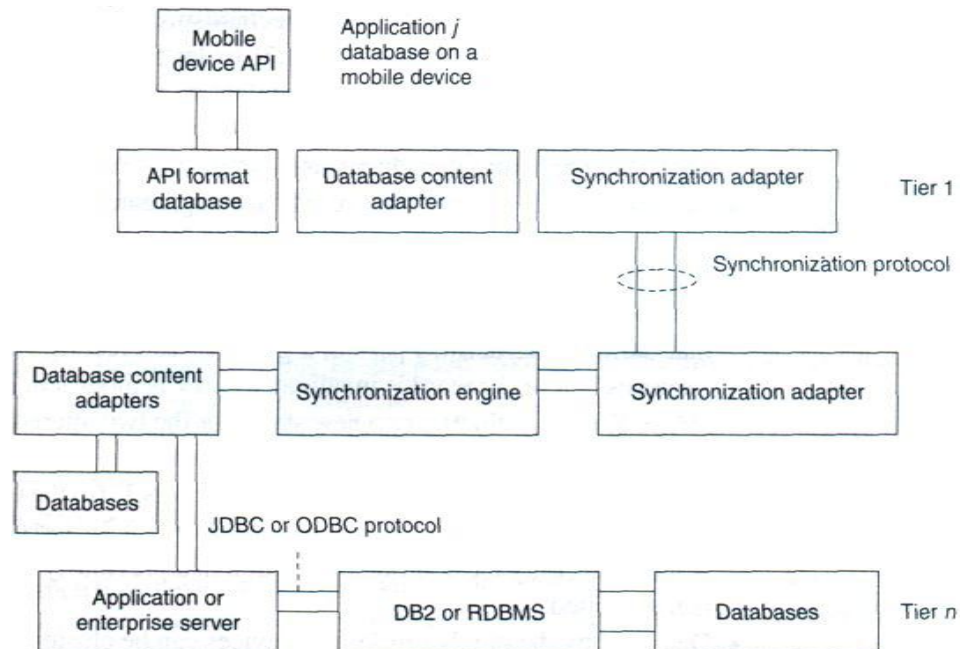 Mobile
device API
Application j
database on a
mobile device
API format
database
Database content
adapter
Synchronization adapter
Tier 1
Synchronization protocol
Database content
adapters
Synchronization engine
Synchronization adapter
Databases
JDBC or ODBC protocol
Application or
enterprise server
DB2 or RDBMS
Databases
Tier n